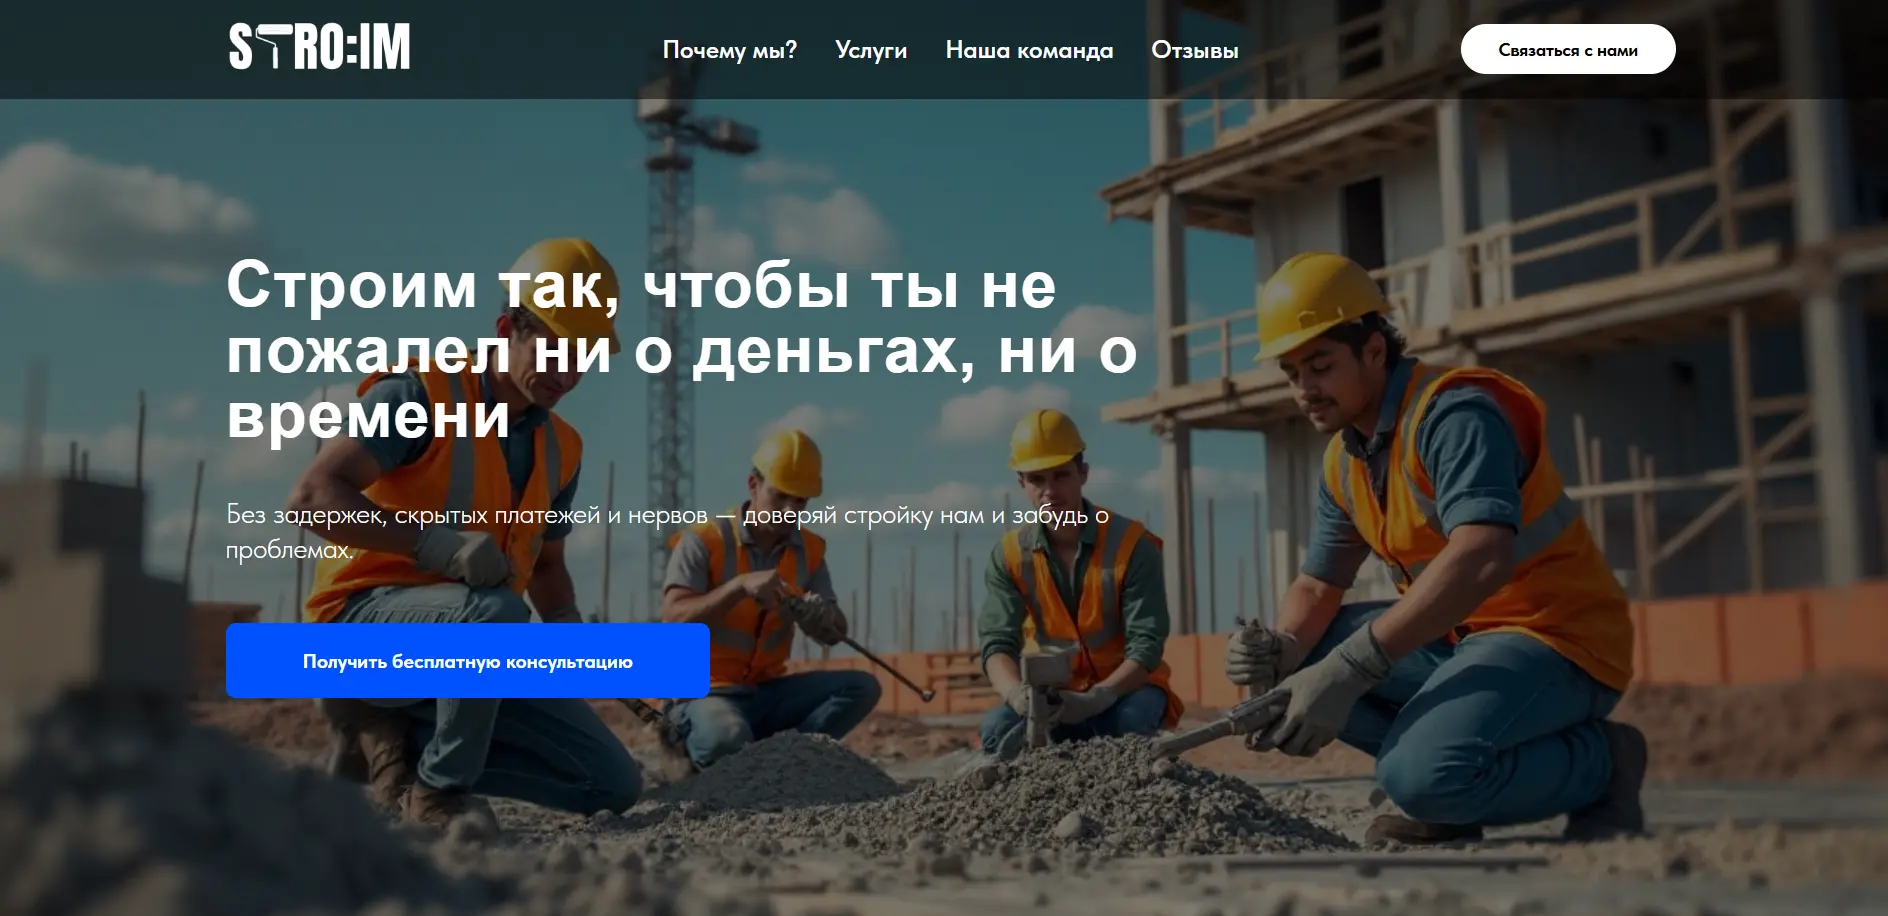 STRO:IM
Почему мы?
Услуги
Наша команда
Отзывы
Связаться с нами
Строим так, чтобы ты не
пожалел ни о деньгах, ни о
времени
Без задержек, скрытых платежей и нервов — доверяй стройку нам и забудь о
проблемах.
Получить бесплатную консультацию